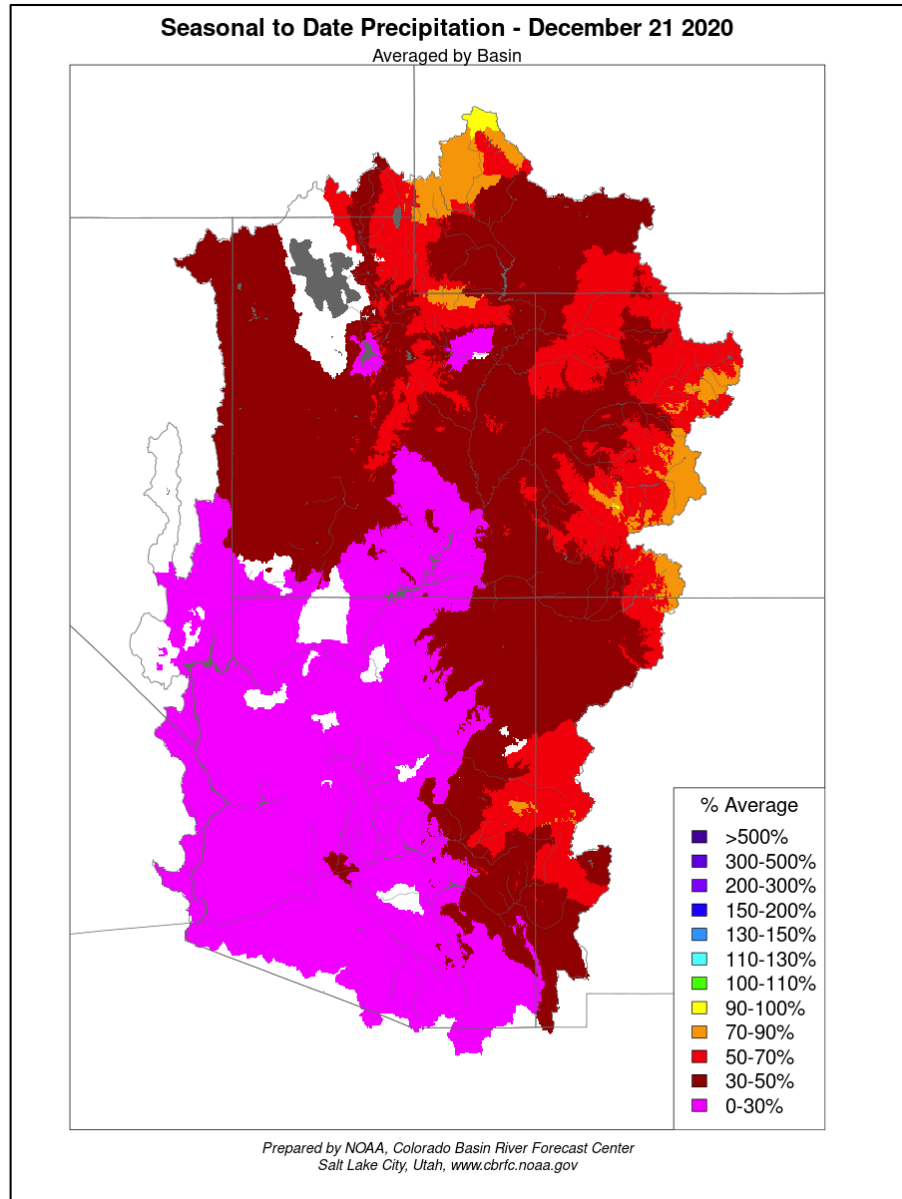 Seasonal to Date Precipitation - December 21 2020
Averaged by Basin
% Average
>500%
300-500%
200-300%
150-200%
130-150%
110-130%
100-110%
90-100%
70-90%
50-70%
30-50%
0-30%
Prepared by NOAA, Colorado Basin River Forecast Center
Salt Lake City, Utah, www.cbrfc.noaa.gov